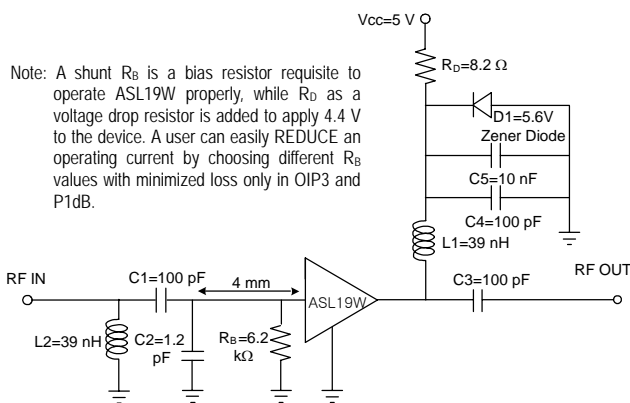 Vcc=5 V
RD=8.2 Ω
Note: A shunt RB is a bias resistor requisite to
operate ASL19W properly, while RD as a
voltage drop resistor is added to apply 4.4 V
to the device. A user can easily REDUCE an
operating current by choosing different RB
values with minimized loss only in OIP3 and
P1dB.
D1=5.6V
Zener Diode
C5=10 nF
C4=100 pF
L1=39 nH
RF IN
C1=100 pF
4 mm
ASL19W
C3=100 pF
RF OUT
L2=39 nH
C2=1.2
pF
RB=6.2
kΩ